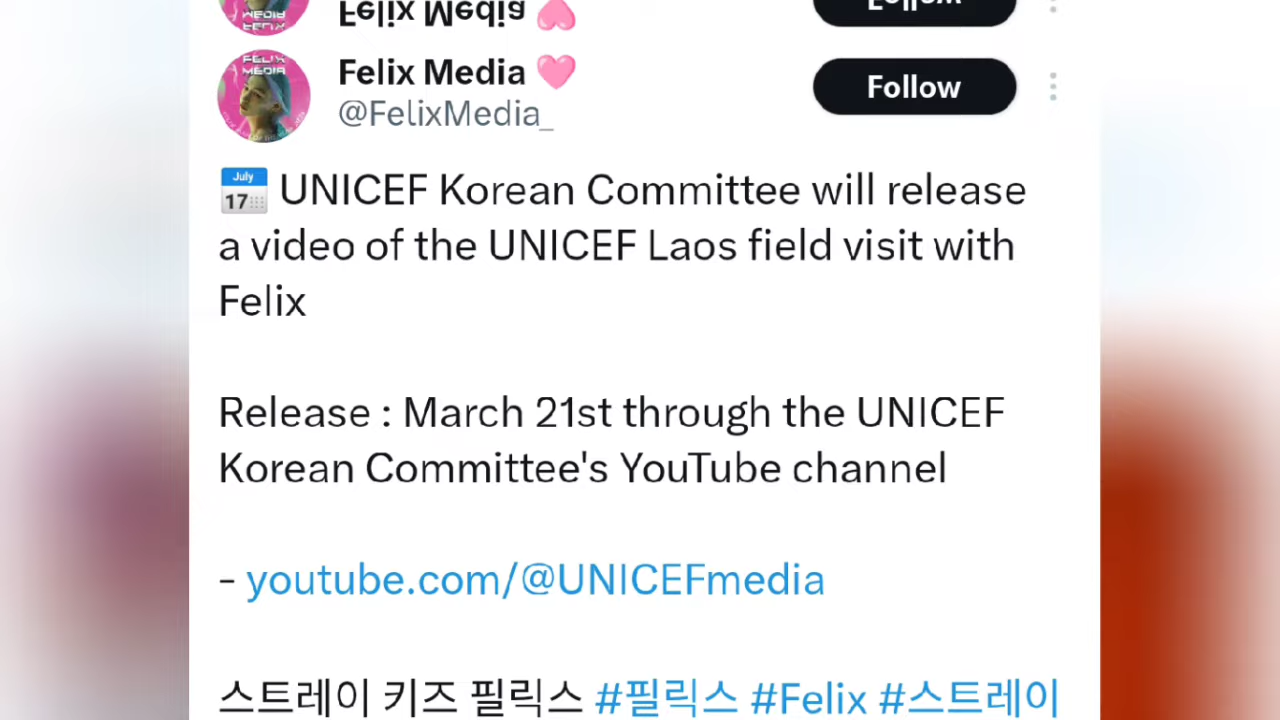 Felix Media
Follow
FELIX
MEDIA
Felix Media
@FelixMedia_
Follow
July
17
UNICEF Korean Committee will release
a video of the UNICEF Laos field visit with
Felix
Release : March 21st through the UNICEF
Korean Committee's YouTube channel
- youtube.com/@UNICEFmedia
스트레이 키즈 필릭스 #필릭스 #Felix #스트레이